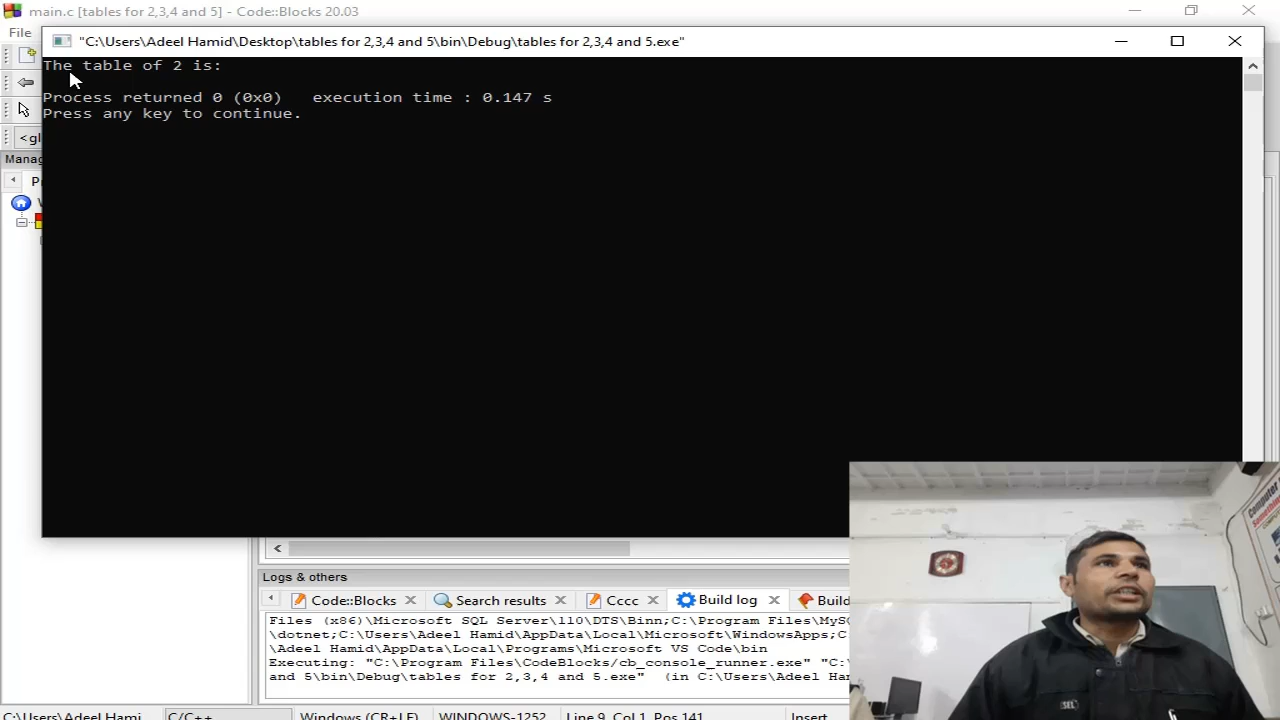 main.c [tables for 2,3,4 and 5] - Code::Blocks 20.03
File
"C:\Users\Adeel Hamid\Desktop\tables for 2,3,4 and 5\bin\Debug\tables for 2,3,4 and 5.exe"
The table of 2 is:
Process returned 0 (0x0)   execution time : 0.147 s
Press any key to continue.
<gl
Manag
Logs & others
Code::Blocks
Search results
Cccc
Build log
Build
Files (x86)\Microsoft SQL Server\110\DTS\Binn;C:\Program Files\MyS
\dotnet;C:\Users\Adeel Hamid\AppData\Local\Microsoft\WindowsApps;C
\Adeel Hamid\AppData\Local\Programs\Microsoft VS Code\bin
Executing: "C:\Program Files\CodeBlocks/cb_console_runner.exe" "C:
and 5\bin\Debug\tables for 2,3,4 and 5.exe"  (in C:\Users\Adeel Ham
C:\Users\Adeel Hami
C/C++
Windows (CR+LF)
WINDOWS-1252
Line 9, Col 1, Pos 141
Insert
Computer
SEL